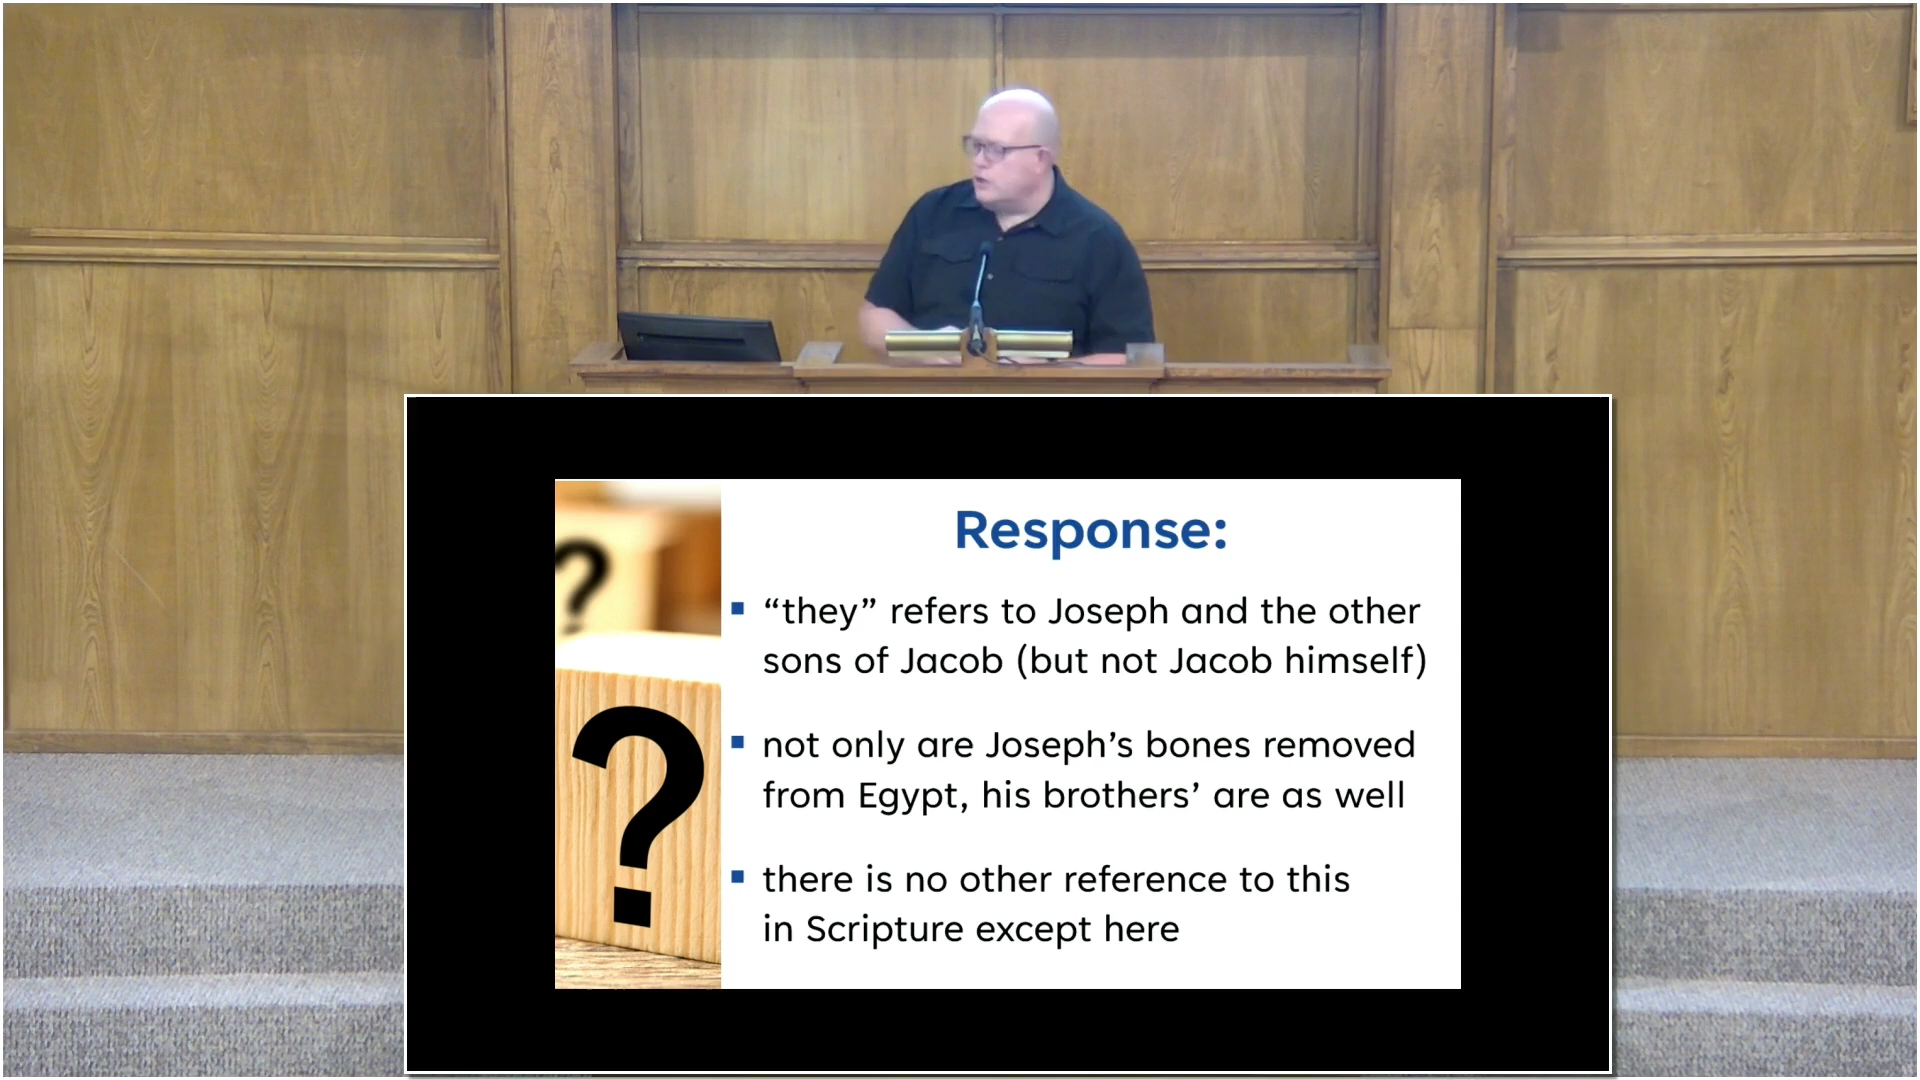 Response:
“they” refers to Joseph and the other
sons of Jacob (but not Jacob himself)
not only are Joseph’s bones removed
from Egypt, his brothers’ are as well
there is no other reference to this
in Scripture except here
?
?